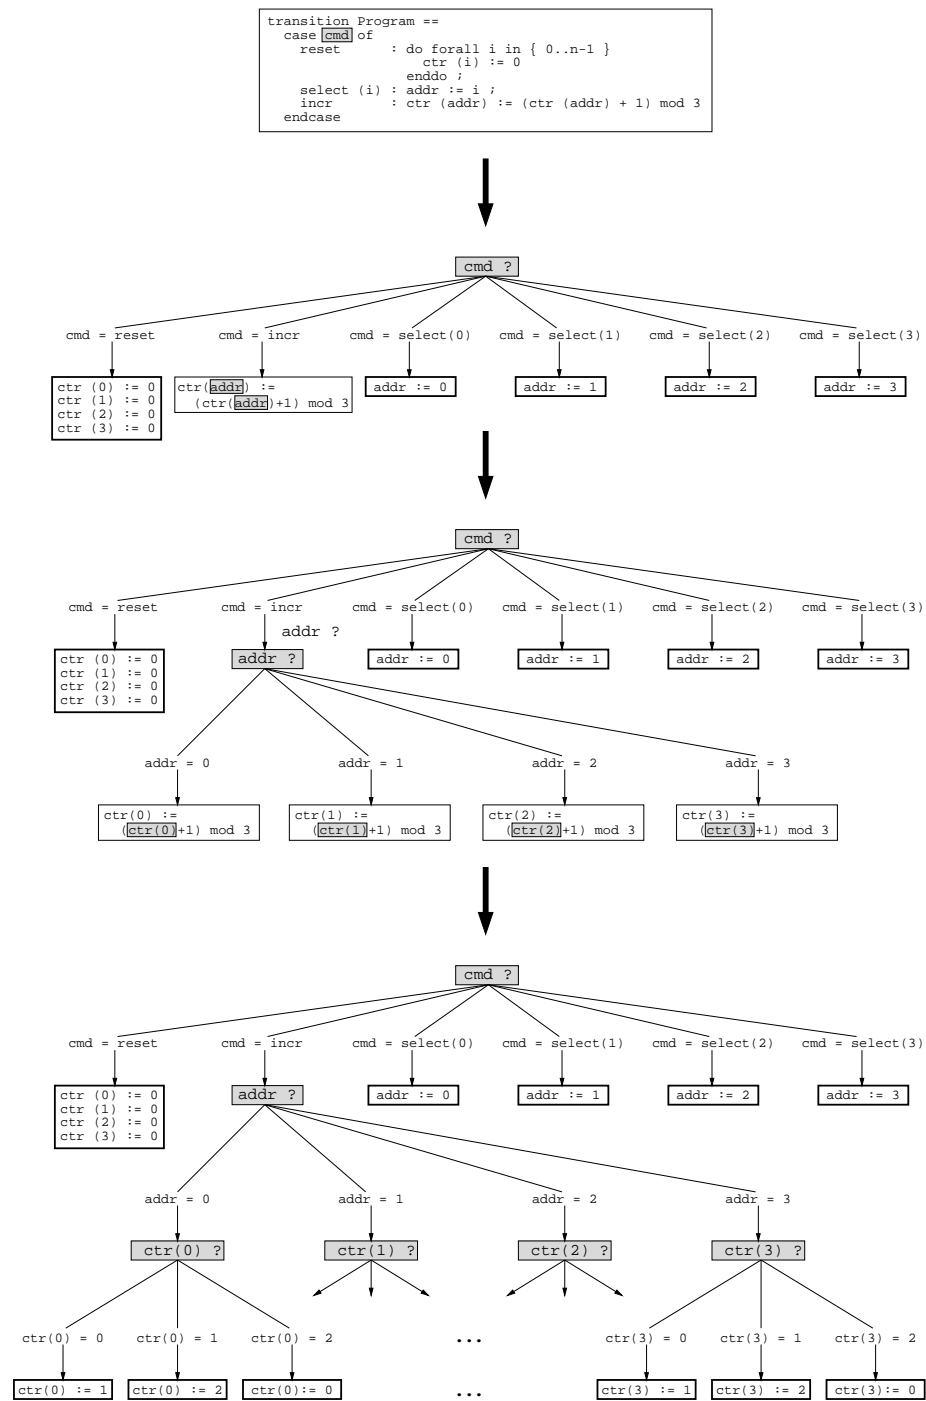 transition Program ==
case cmd of
reset : do forall i in { 0..n-1 }
ctr (i) := 0
enddo ;
select (i) : addr := i ;
incr : ctr (addr) := (ctr (addr) + 1) mod 3
endcase
cmd ?
cmd = reset cmd = incr cmd = select(0) cmd = select(1) cmd = select(2) cmd = select(3)
ctr (0) := 0 ctr(addr) := addr := 0 addr := 1 addr := 2 addr := 3
ctr (1) := 0 (ctr(addr)+1) mod 3
ctr (2) := 0
ctr (3) := 0
cmd ?
cmd = reset cmd = incr cmd = select(0) cmd = select(1) cmd = select(2) cmd = select(3)
addr ?
ctr (0) := 0 addr ? addr := 0 addr := 1 addr := 2 addr := 3
ctr (1) := 0
ctr (2) := 0
ctr (3) := 0
addr = 0 addr = 1 addr = 2 addr = 3
ctr(0) := ctr(1) := ctr(2) := ctr(3) :=
(ctr(0)+1) mod 3 (ctr(1)+1) mod 3 (ctr(2)+1) mod 3 (ctr(3)+1) mod 3
cmd ?
cmd = reset cmd = incr cmd = select(0) cmd = select(1) cmd = select(2) cmd = select(3)
ctr (0) := 0 addr ? addr := 0 addr := 1 addr := 2 addr := 3
ctr (1) := 0
ctr (2) := 0
ctr (3) := 0
addr = 0 addr = 1 addr = 2 addr = 3
ctr(0) ? ctr(1) ? ctr(2) ? ctr(3) ?
ctr(0) = 0 ctr(0) = 1 ctr(0) = 2 ... ctr(3) = 0 ctr(3) = 1 ctr(3) = 2
ctr(0) := 1 ctr(0) := 2 ctr(0):= 0 ... ctr(3) := 1 ctr(3) := 2 ctr(3):= 0